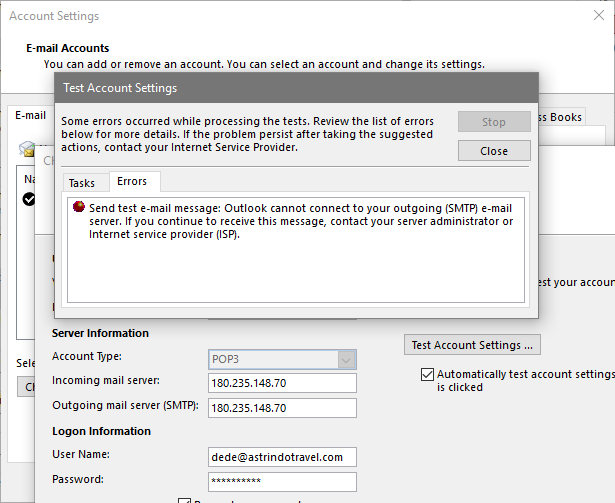 Account Settings
E-mail Accounts
You can add or remove an account. You can select an account and change its settings.
Test Account Settings
Some errors occurred while processing the tests. Review the list of errors
below for more details. If the problem persist after taking the suggested
actions, contact your Internet Service Provider.
Stop
Close
E-mail
ss Books
Tasks
Errors
Send test e-mail message: Outlook cannot connect to your outgoing (SMTP) e-mail
server. If you continue to receive this message, contact your server administrator or
Internet service provider (ISP).
est your accoun
Server Information
Account Type:
POP3
Test Account Settings ...
Sele
Incoming mail server:
180.235.148.70
Automatically test account settings
is clicked
Ch
Outgoing mail server (SMTP):
180.235.148.70
Logon Information
User Name:
dede@astrindotravel.com
Password:
**********